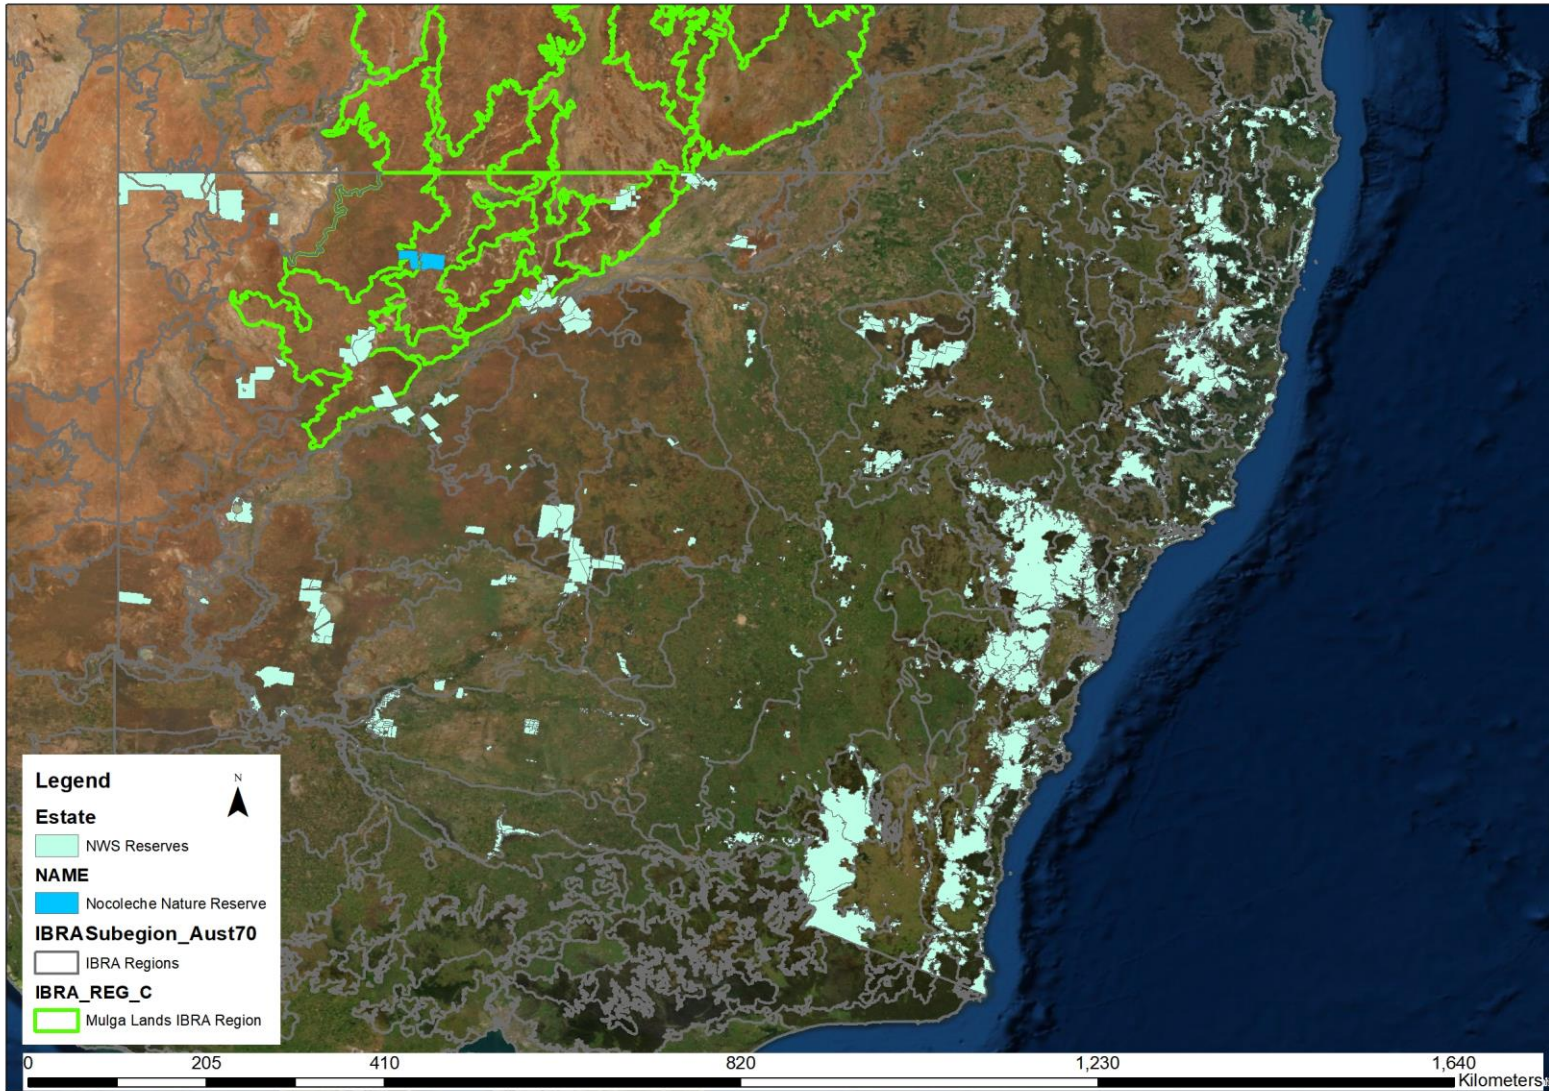 Legend
N
Estate
NWS Reserves
NAME
Nocoleche Nature Reserve
IBRASubegion_Aust70
IBRA Regions
IBRA_REG_C
Mulga Lands IBRA Region
0 205 410 820 1,230 1,640
Kilometers